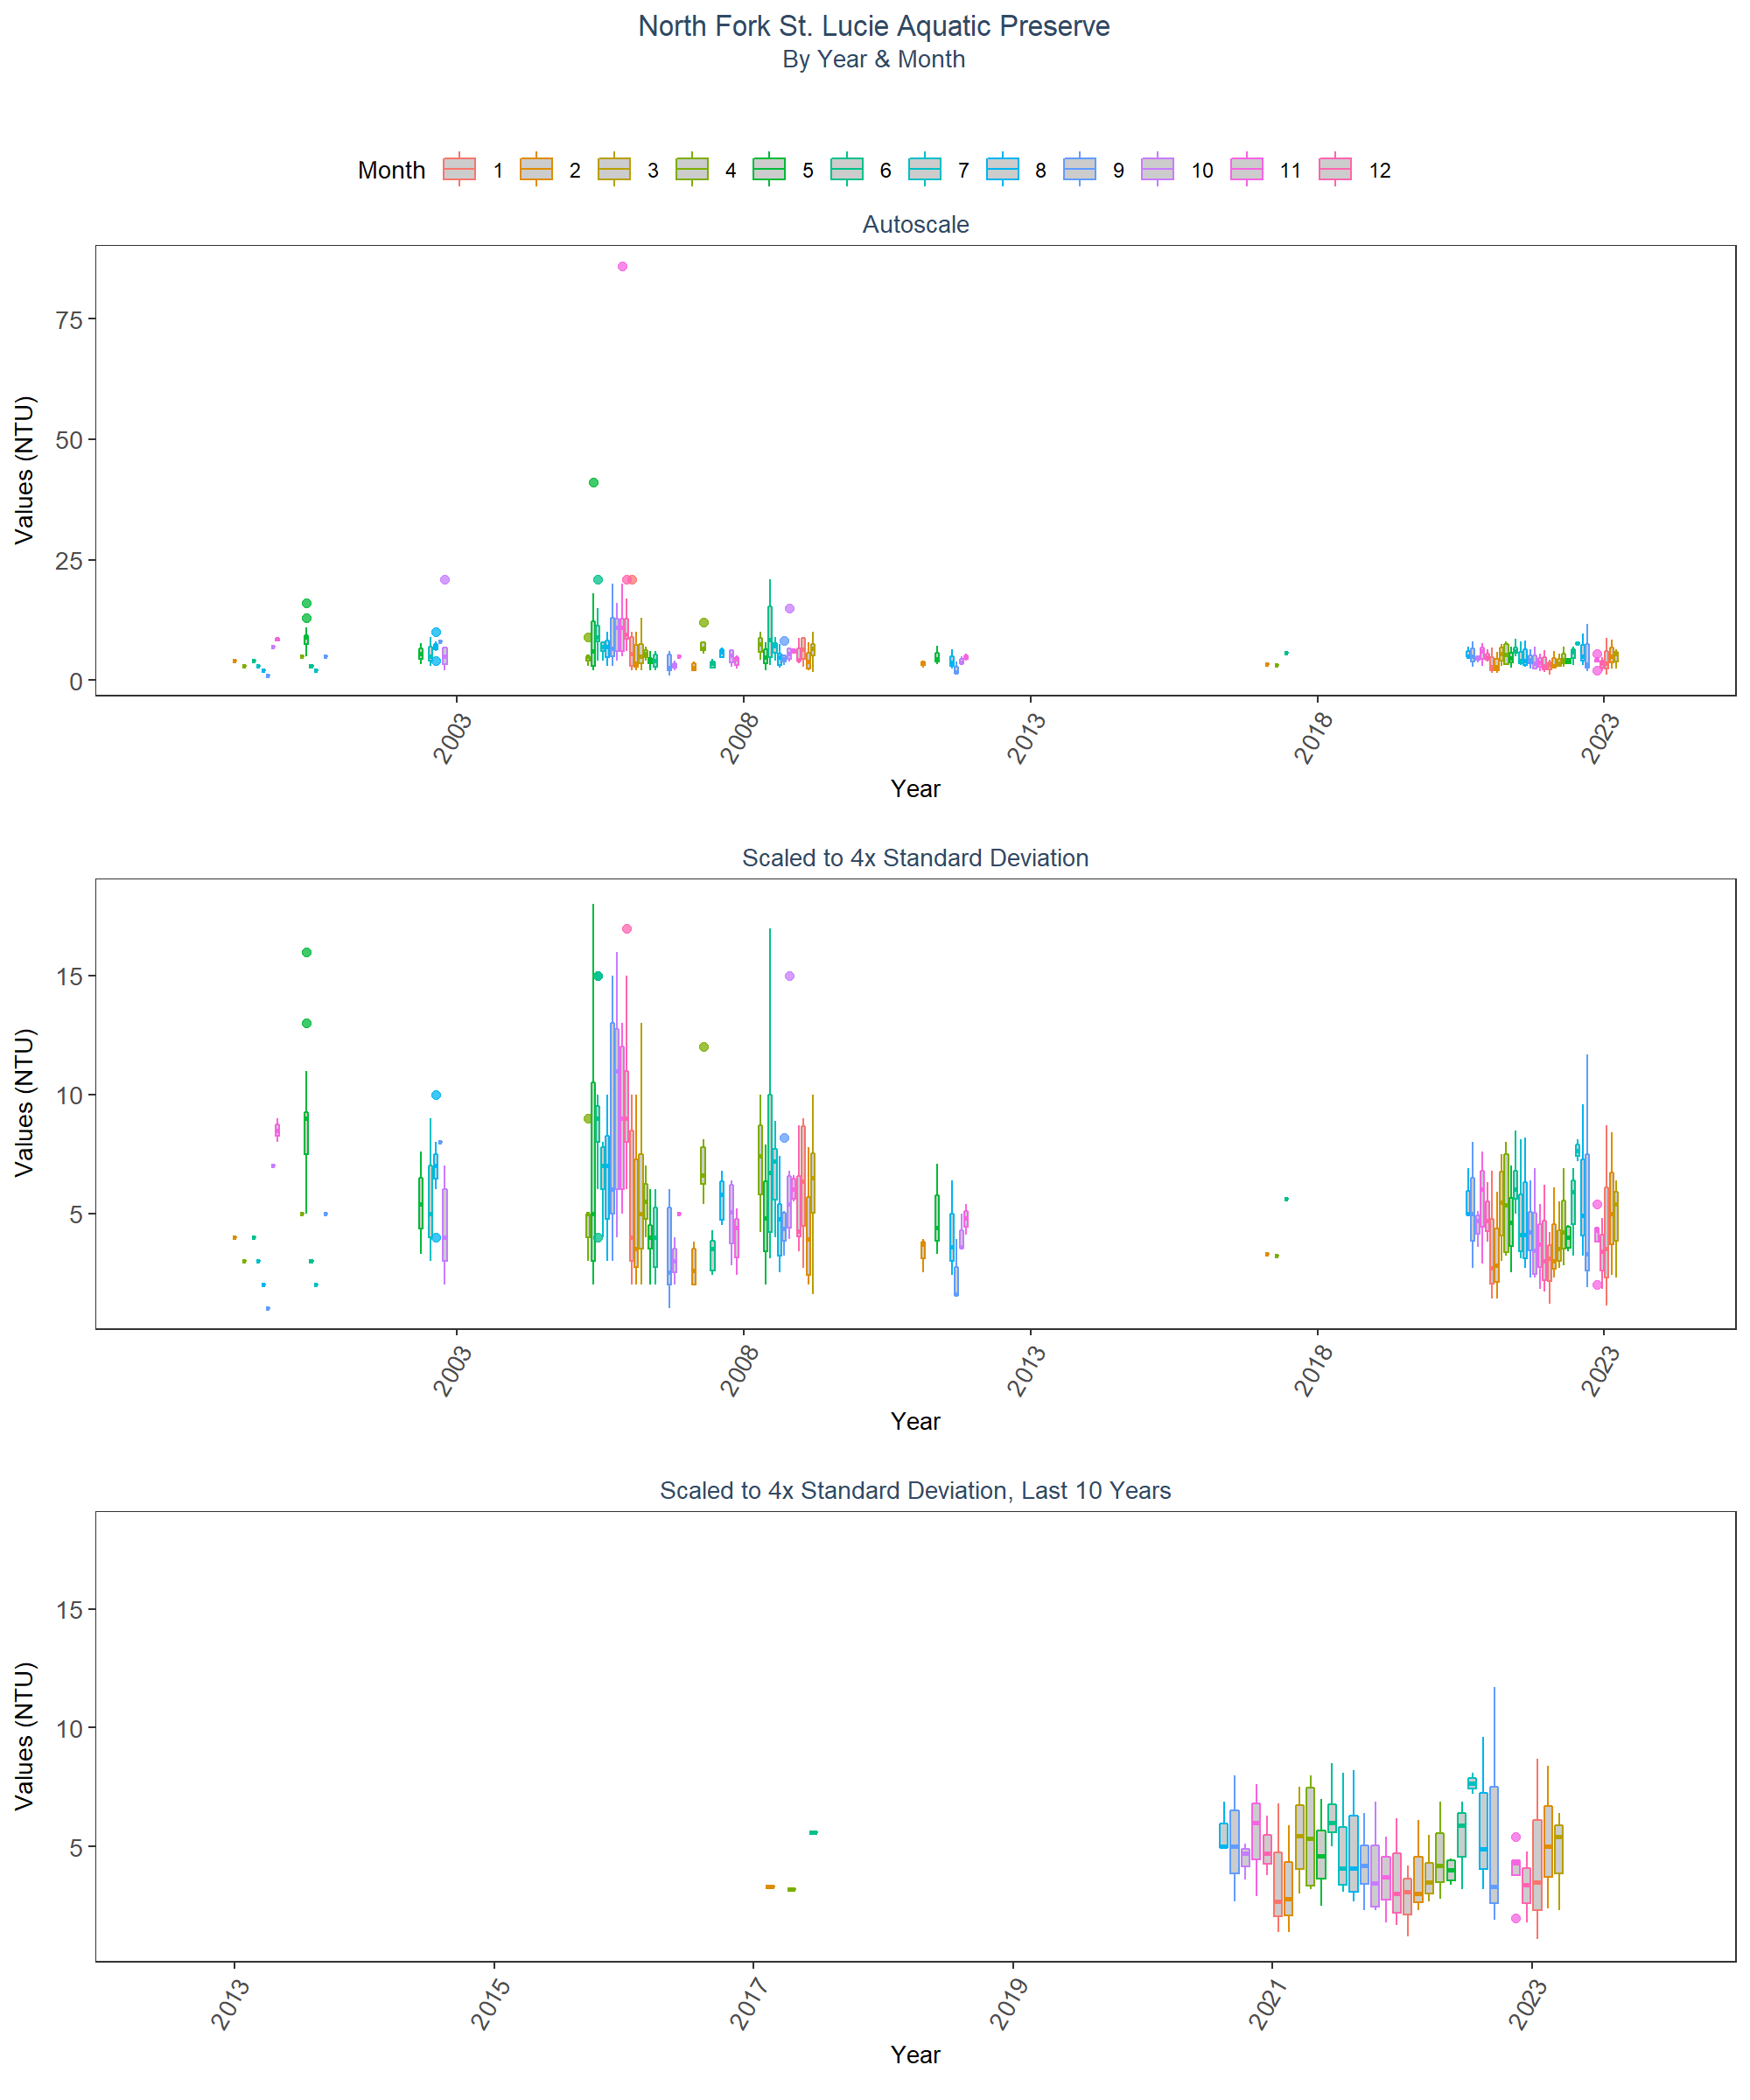 North Fork St. Lucie Aquatic Preserve
By Year & Month
Month 1 2 3 4 5 6 7 8 9 10 11 12
Autoscale
Values (NTU)
75
50
25
0
2003 2008 2013 2018 2023
Year
Scaled to 4x Standard Deviation
Values (NTU)
15
10
5
2003 2008 2013 2018 2023
Year
Scaled to 4x Standard Deviation, Last 10 Years
Values (NTU)
15
10
5
2013 2015 2017 2019 2021 2023
Year